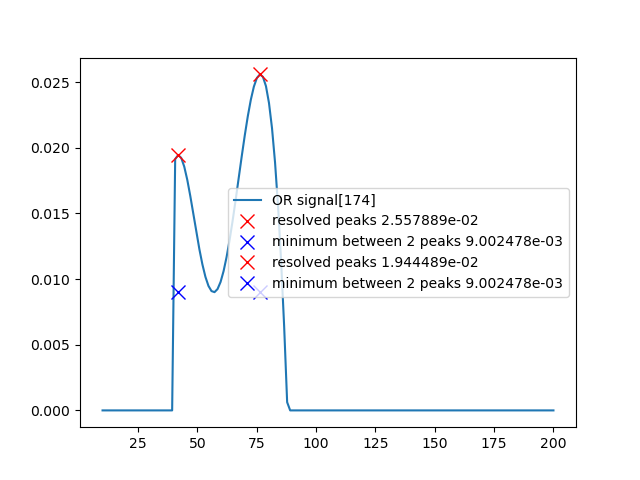 0.025
0.020
0.015
0.010
0.005
0.000
OR signal[174]
resolved peaks 2.557889e-02
minimum between 2 peaks 9.002478e-03
resolved peaks 1.944489e-02
minimum between 2 peaks 9.002478e-03
25 50 75 100 125 150 175 200